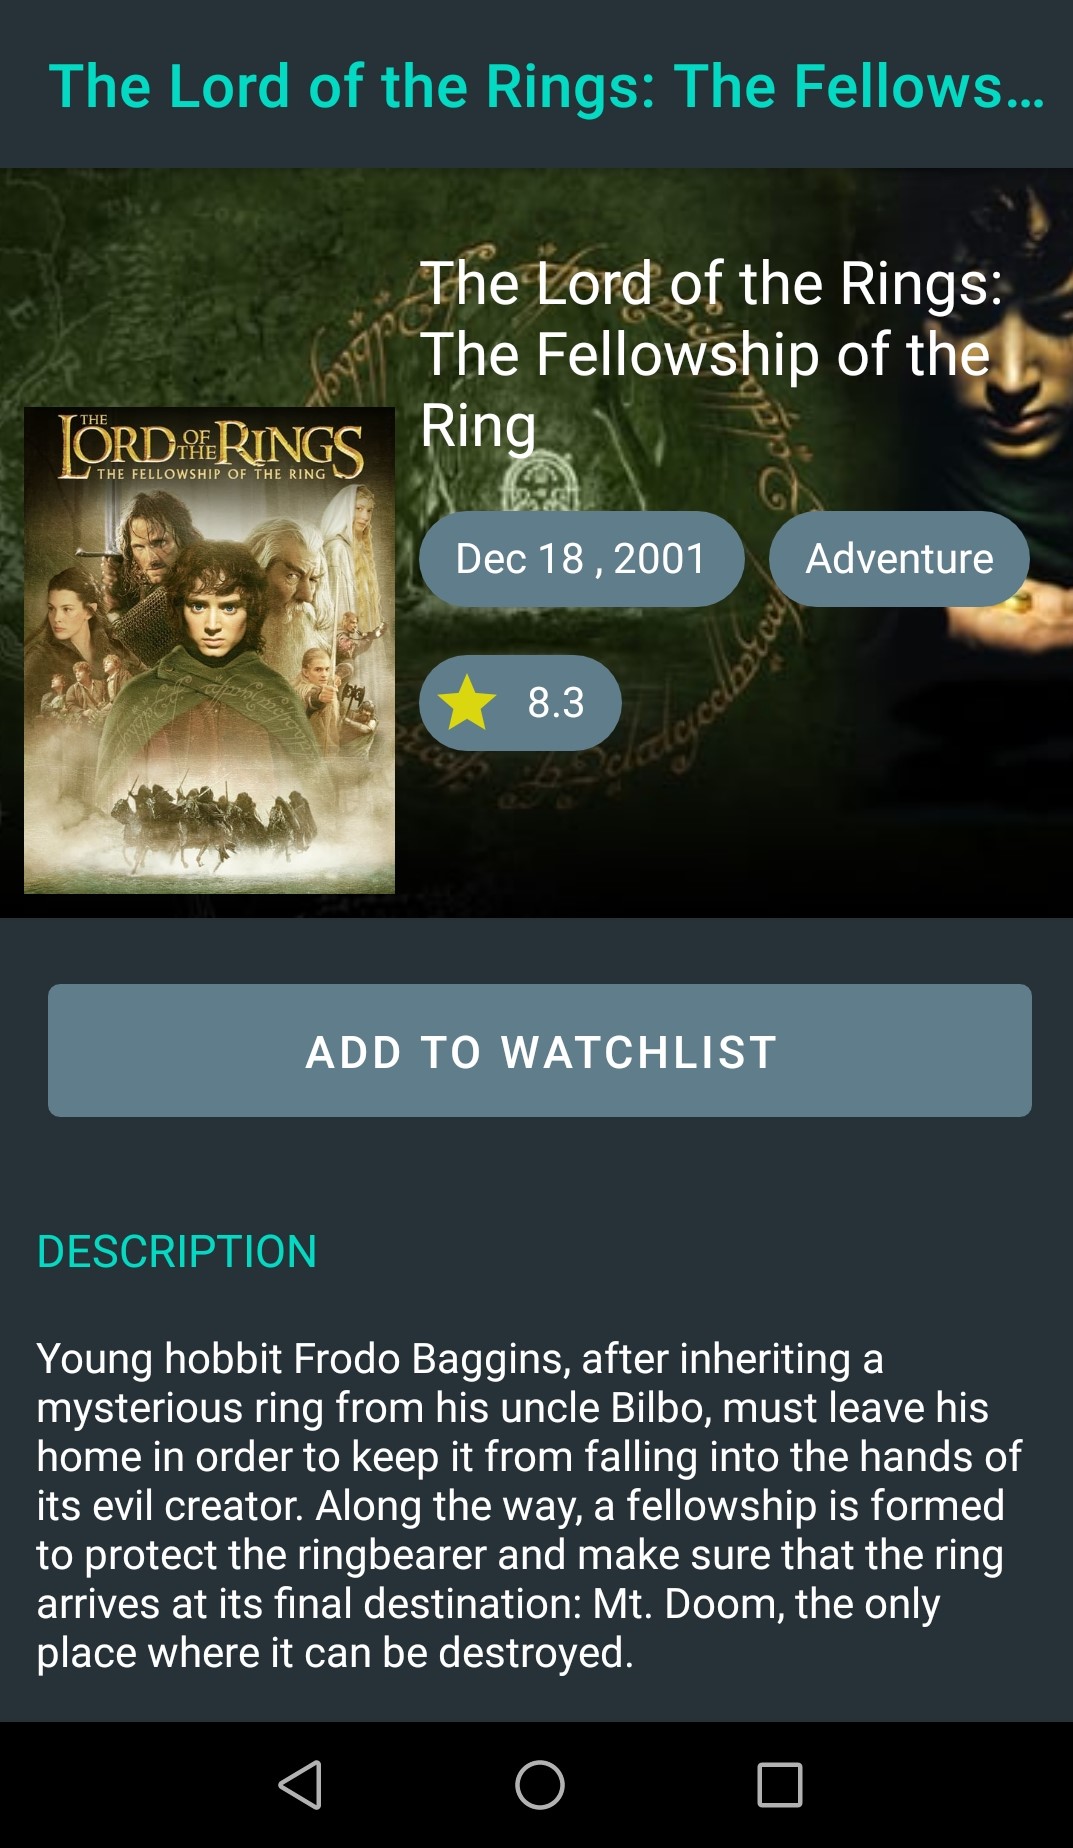 The Lord of the Rings: The Fellows...
The Lord of the Rings:
The Fellowship of the
Ring
THE
LORD OF THE RINGS
THE FELLOWSHIP OF THE RING
Dec 18 , 2001
Adventure
8.3
ADD TO WATCHLIST
DESCRIPTION
Young hobbit Frodo Baggins, after inheriting a
mysterious ring from his uncle Bilbo, must leave his
home in order to keep it from falling into the hands of
its evil creator. Along the way, a fellowship is formed
to protect the ringbearer and make sure that the ring
arrives at its final destination: Mt. Doom, the only
place where it can be destroyed.